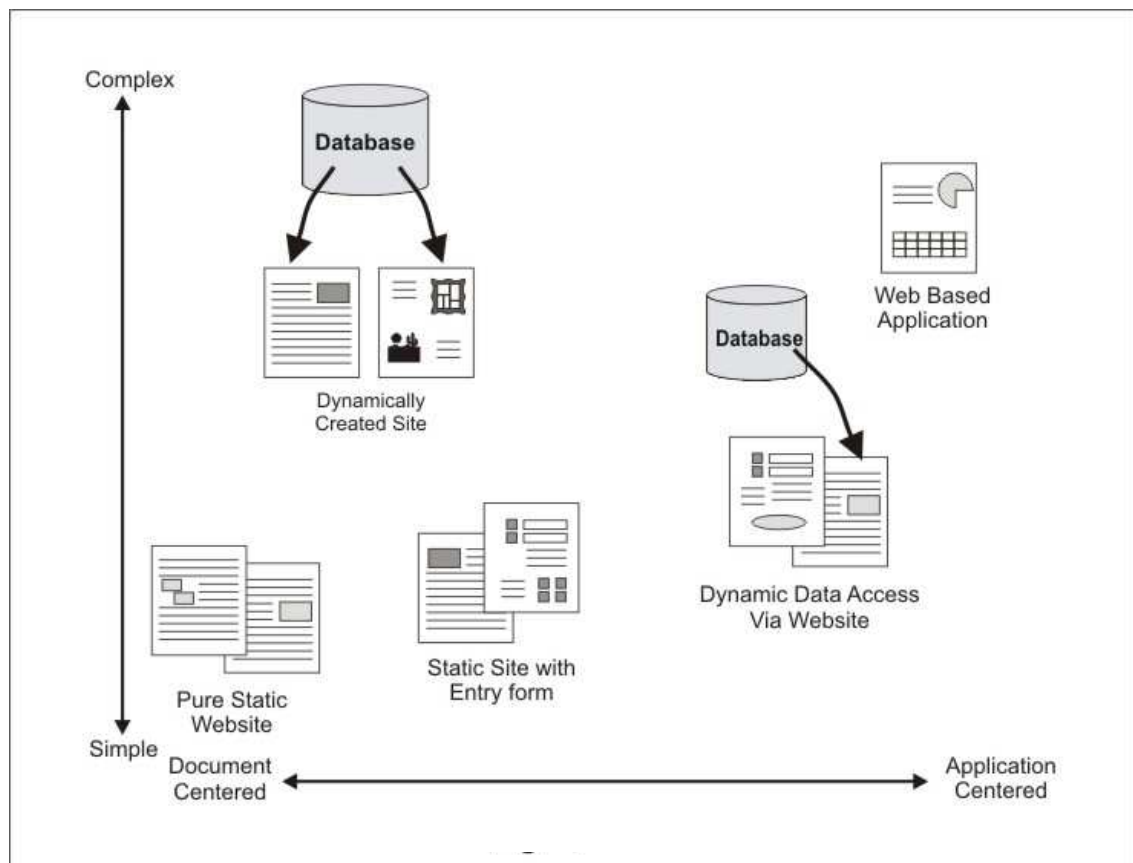 Complex
Database
Web Based
Application
Database
Dynamically
Created Site
Dynamic Data Access
Via Website
Static Site with
Entry form
Pure Static
Website
Simple
Document
Centered
Application
Centered